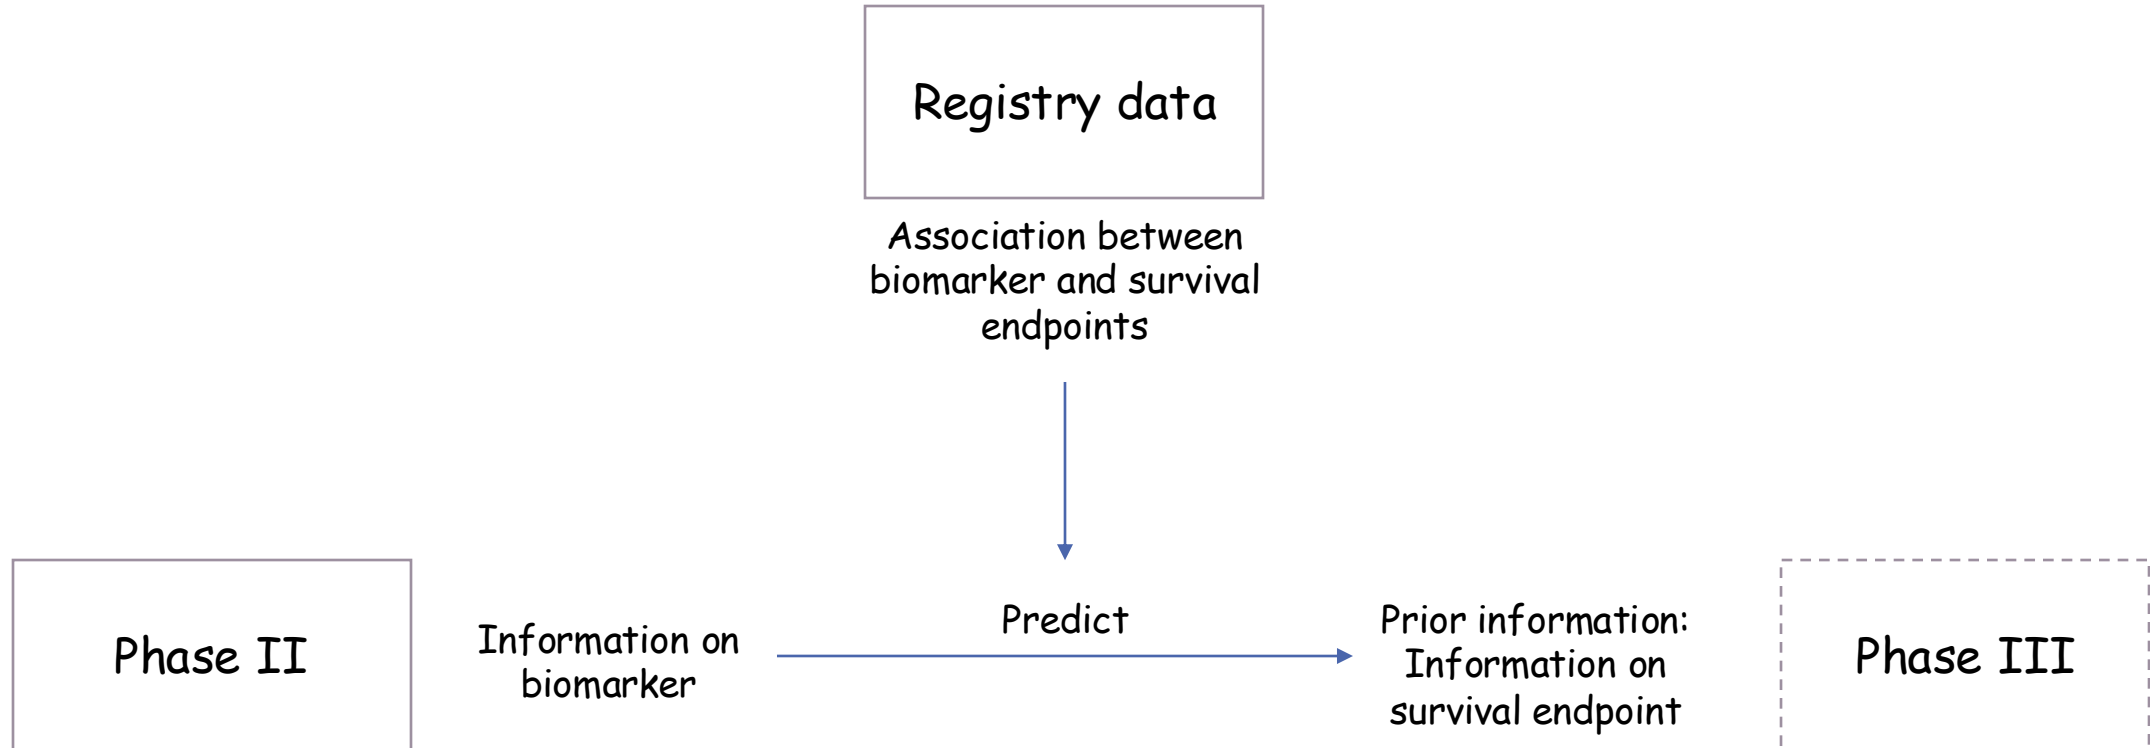 Registry data
Association between
biomarker and survival
endpoints
Phase II
Information on
biomarker
Predict
Prior information:
Information on
survival endpoint
Phase III